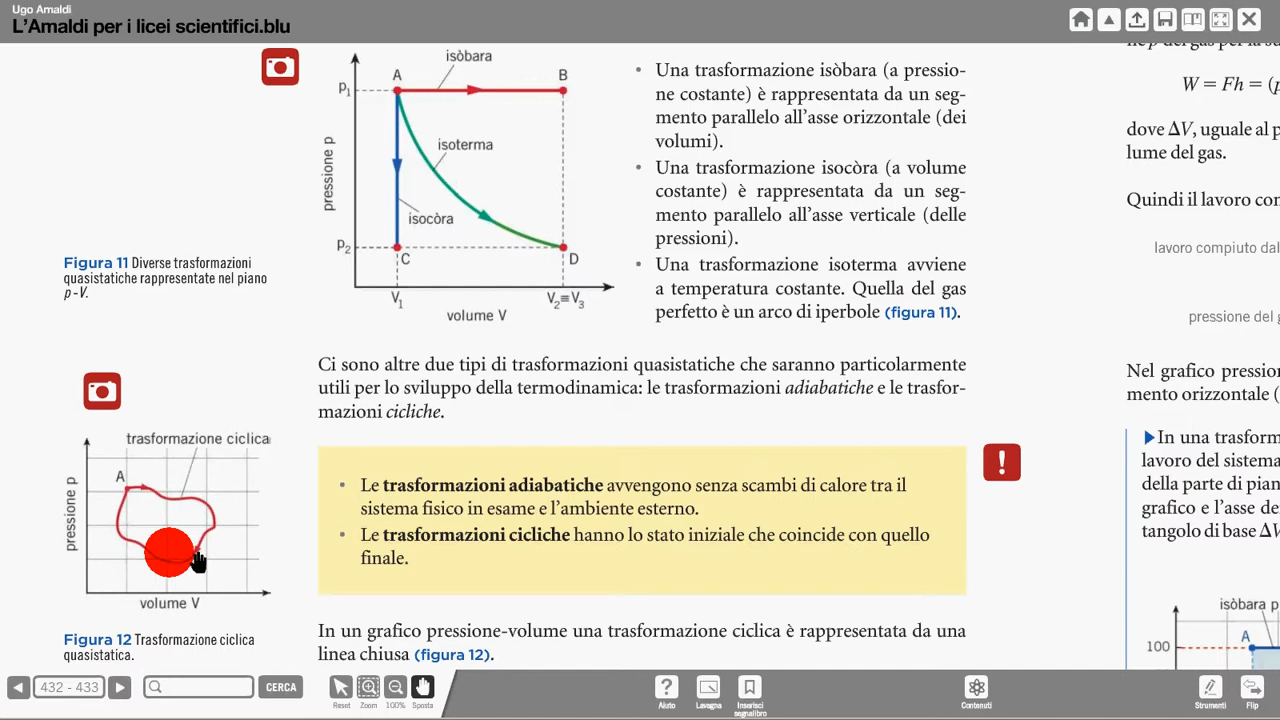 Ugo Amaldi
L'Amaldi per i licei scientifici.blu
isòbara
A
B
p1
isoterma
pressione p
isocòra
p2
C
D
V1
V2≡V3
volume V
Figura 11 Diverse trasformazioni
quasistatiche rappresentate nel piano
p-V.
• Una trasformazione isòbara (a pressio-
ne costante) è rappresentata da un seg-
mento parallelo all'asse orizzontale (dei
volumi).
• Una trasformazione isocòra (a volume
costante) è rappresentata da un seg-
mento parallelo all'asse verticale (delle
pressioni).
• Una trasformazione isoterma avviene
a temperatura costante. Quella del gas
perfetto è un arco di iperbole (figura 11).
Ci sono altre due tipi di trasformazioni quasistatiche che saranno particolarmente
utili per lo sviluppo della termodinamica: le trasformazioni adiabatiche e le trasfor-
mazioni cicliche.
trasformazione ciclica
A
pressione p
volume V
Figura 12 Trasformazione ciclica
quasistatica.
• Le trasformazioni adiabatiche avvengono senza scambi di calore tra il
sistema fisico in esame e l'ambiente esterno.
• Le trasformazioni cicliche hanno lo stato iniziale che coincide con quello
finale.
!
In un grafico pressione-volume una trasformazione ciclica è rappresentata da una
linea chiusa (figura 12).
W = Fh = (p
dove ΔV, uguale al p
lume del gas.
Quindi il lavoro com
lavoro compiuto dal
pressione del g
Nel grafico pression
mento orizzontale (
In una trasform
lavoro del sistema
della parte di pian
grafico e l'asse de
tangolo di base ΔV
isòbara p
A
100
432 - 433
CERCA
Reset
Zoom
100%
Sposta
?
Aiuto
Lavagna
Inserisci
segnalibro
Contenuti
Strumenti
Flip